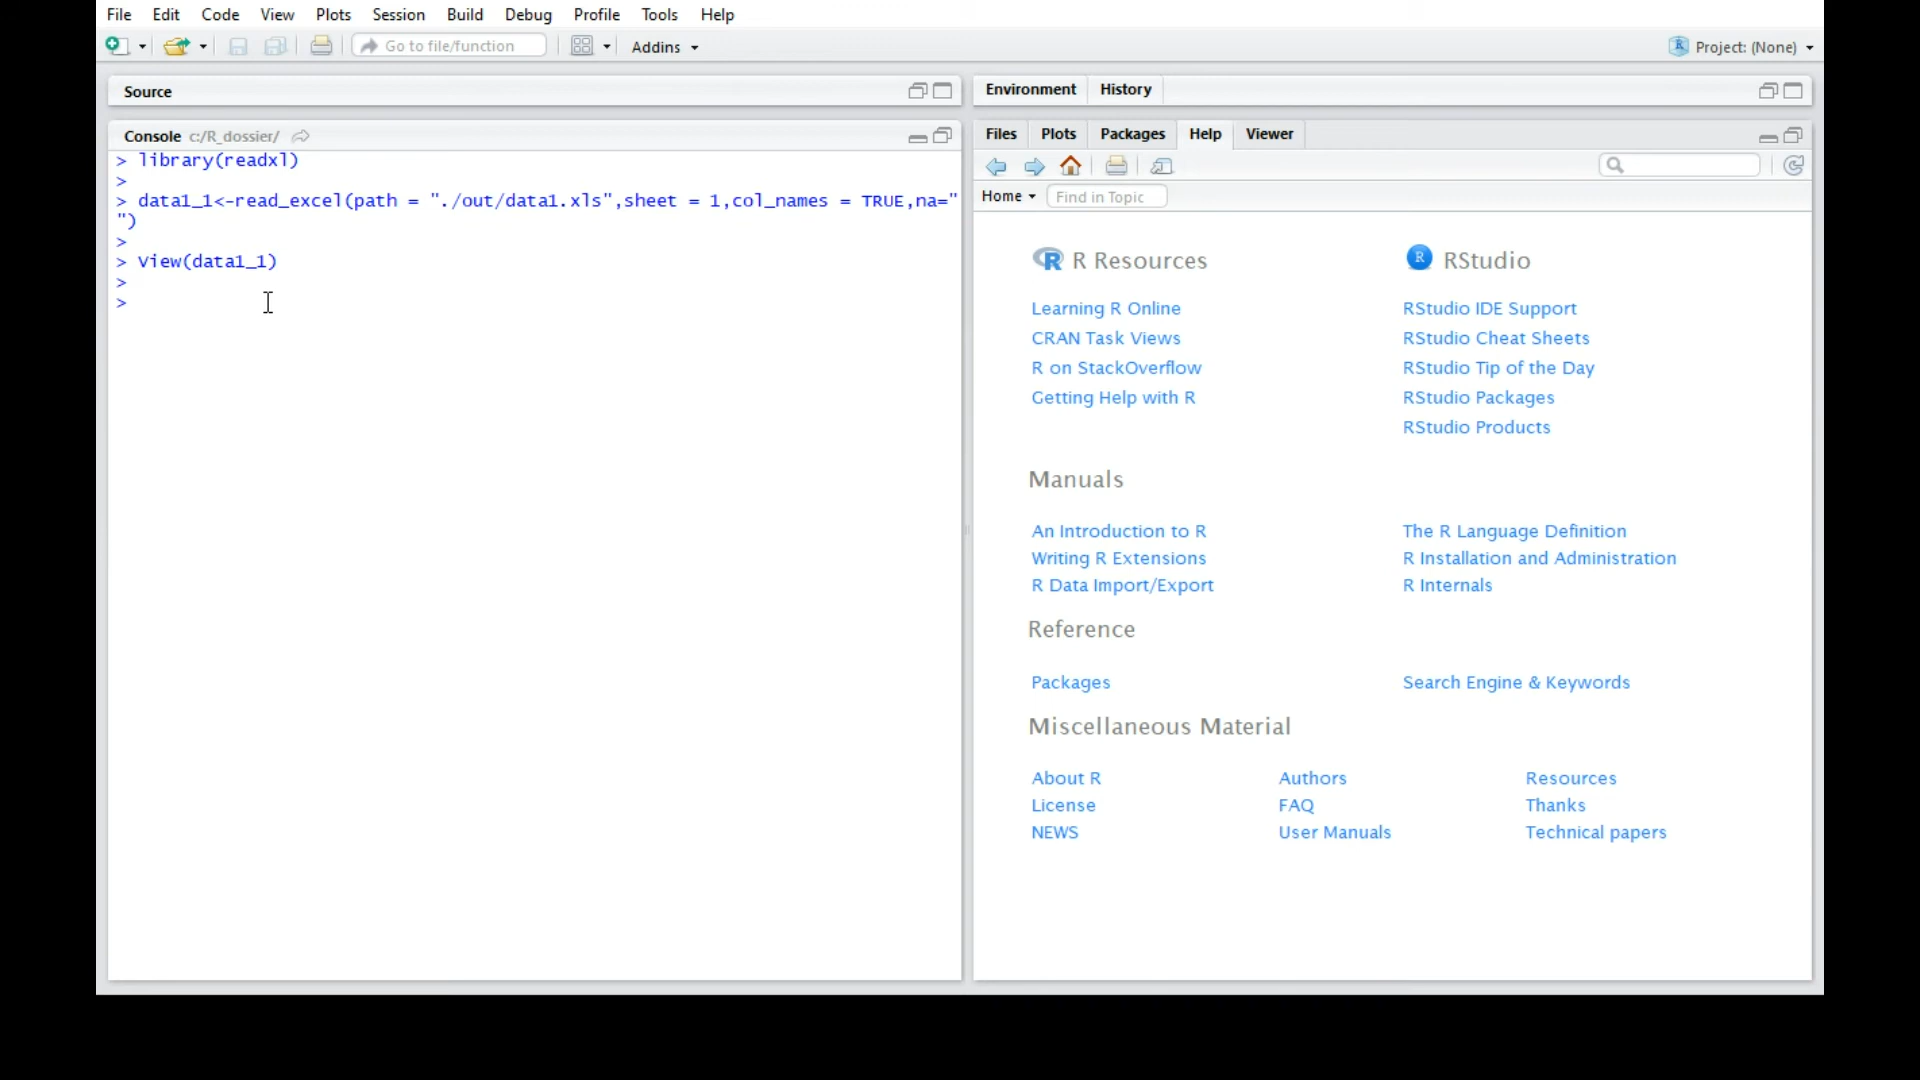 File Edit Code View Plots Session Build Debug Profile Tools Help
Go to file/function Addins Project: (None)
Source
Console c:/R_dossier/
> library(readxl)
>
> data1_1<-read_excel(path = "./out/data1.xls",sheet = 1,col_names = TRUE,na="
")
>
> View(data1_1)
>
>
Environment History
Files Plots Packages Help Viewer
Home Find in Topic
R Resources
Learning R Online
CRAN Task Views
R on StackOverflow
Getting Help with R
R RStudio
RStudio IDE Support
RStudio Cheat Sheets
RStudio Tip of the Day
RStudio Packages
RStudio Products
Manuals
An Introduction to R The R Language Definition
Writing R Extensions R Installation and Administration
R Data Import/Export R Internals
Reference
Packages Search Engine & Keywords
Miscellaneous Material
About R Authors Resources
License FAQ Thanks
NEWS User Manuals Technical papers